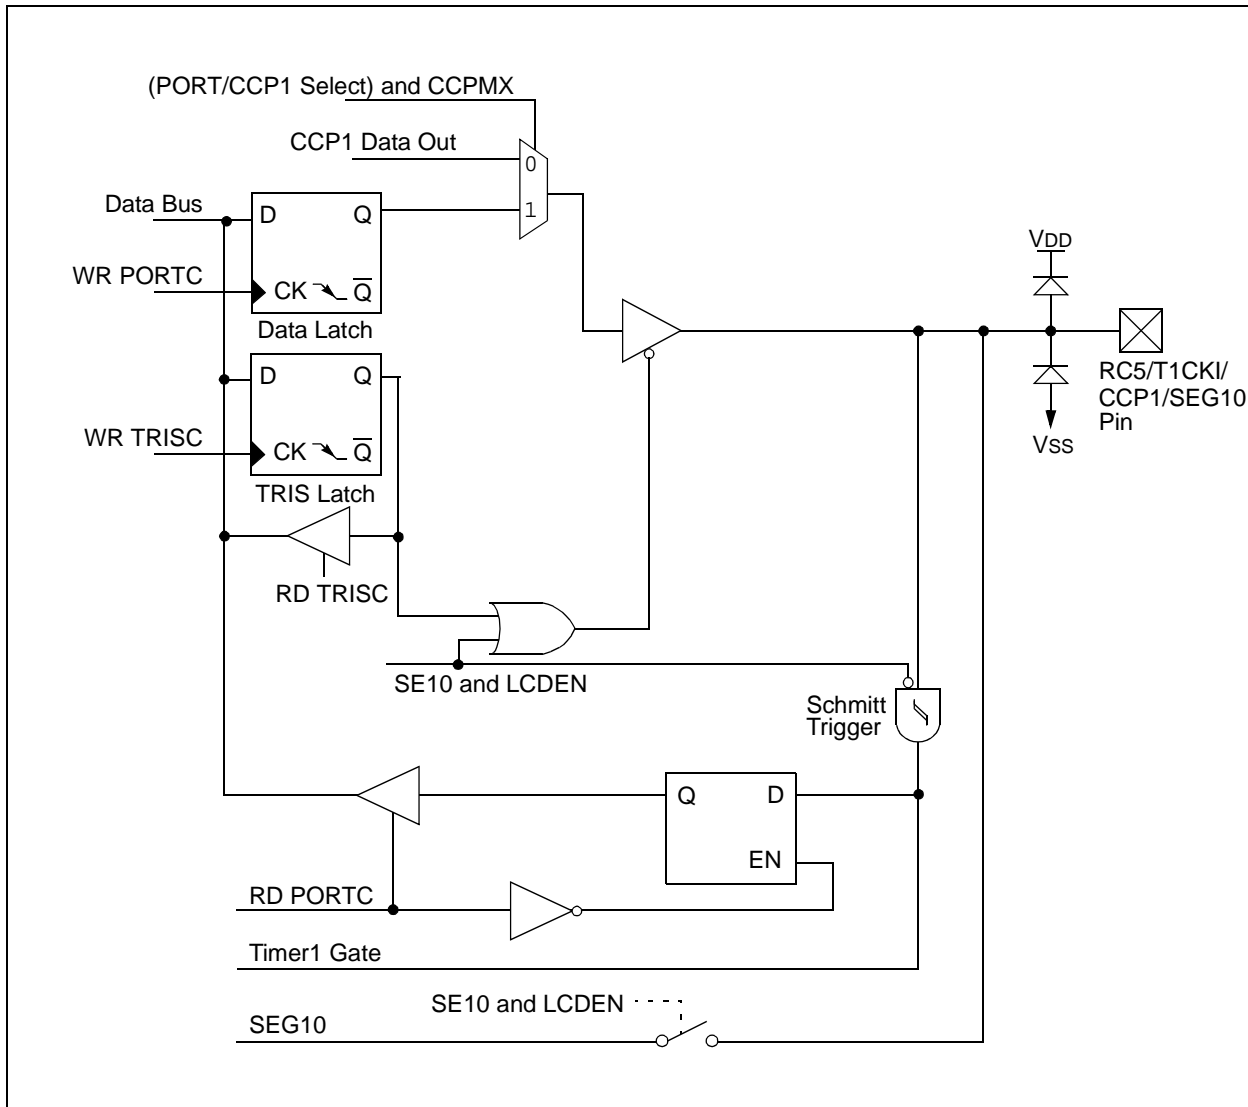 (PORT/CCP1 Select) and CCPMX
CCP1 Data Out
0
1
Data Bus
D
Q
WR PORTC
CK
Q̅
Data Latch
VDD
D
Q
RC5/T1CKI/
CCP1/SEG10
Pin
WR TRISC
CK
Q̅
VSS
TRIS Latch
RD TRISC
SE10 and LCDEN
Schmitt
Trigger
Q
D
EN
RD PORTC
Timer1 Gate
SE10 and LCDEN
SEG10